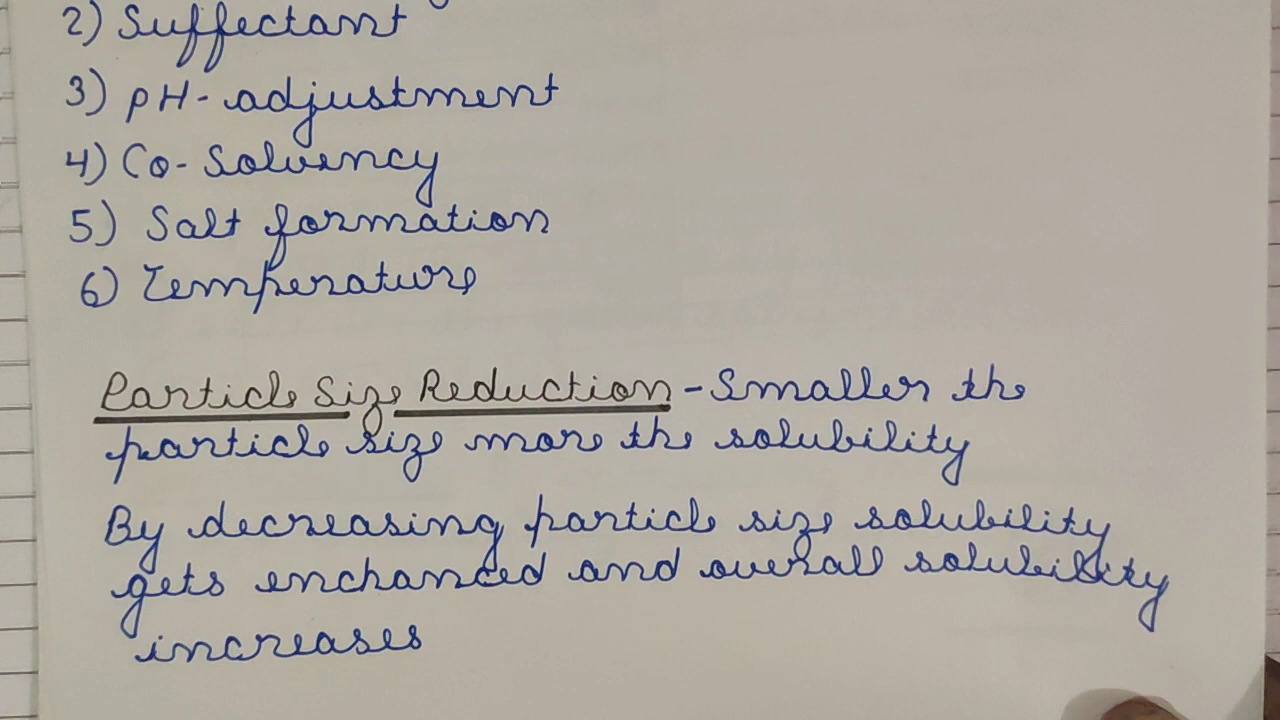 2) Suffectant
3) pH- adjustment
4) Co- Solvency
5) Salt formation
6) Temperature
Particle Size Reduction - Smaller the
particle size more the solubility
By decreasing particle size solubility
gets enchanced and overall solubility
increases